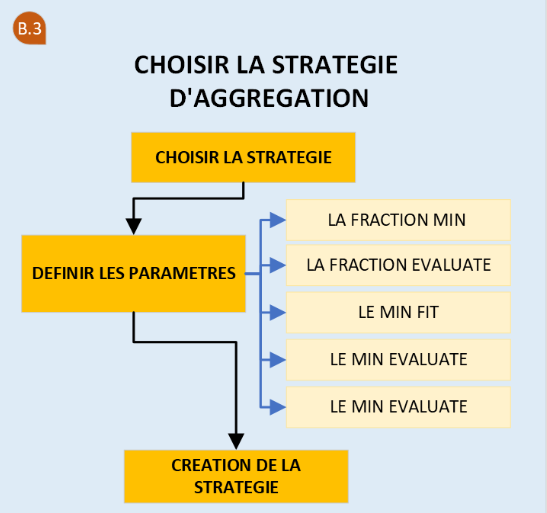 B.3
CHOISIR LA STRATEGIE
D'AGGREGATION
CHOISIR LA STRATEGIE
DEFINIR LES PARAMETRES
LA FRACTION MIN
LA FRACTION EVALUATE
LE MIN FIT
LE MIN EVALUATE
LE MIN EVALUATE
CREATION DE LA
STRATEGIE